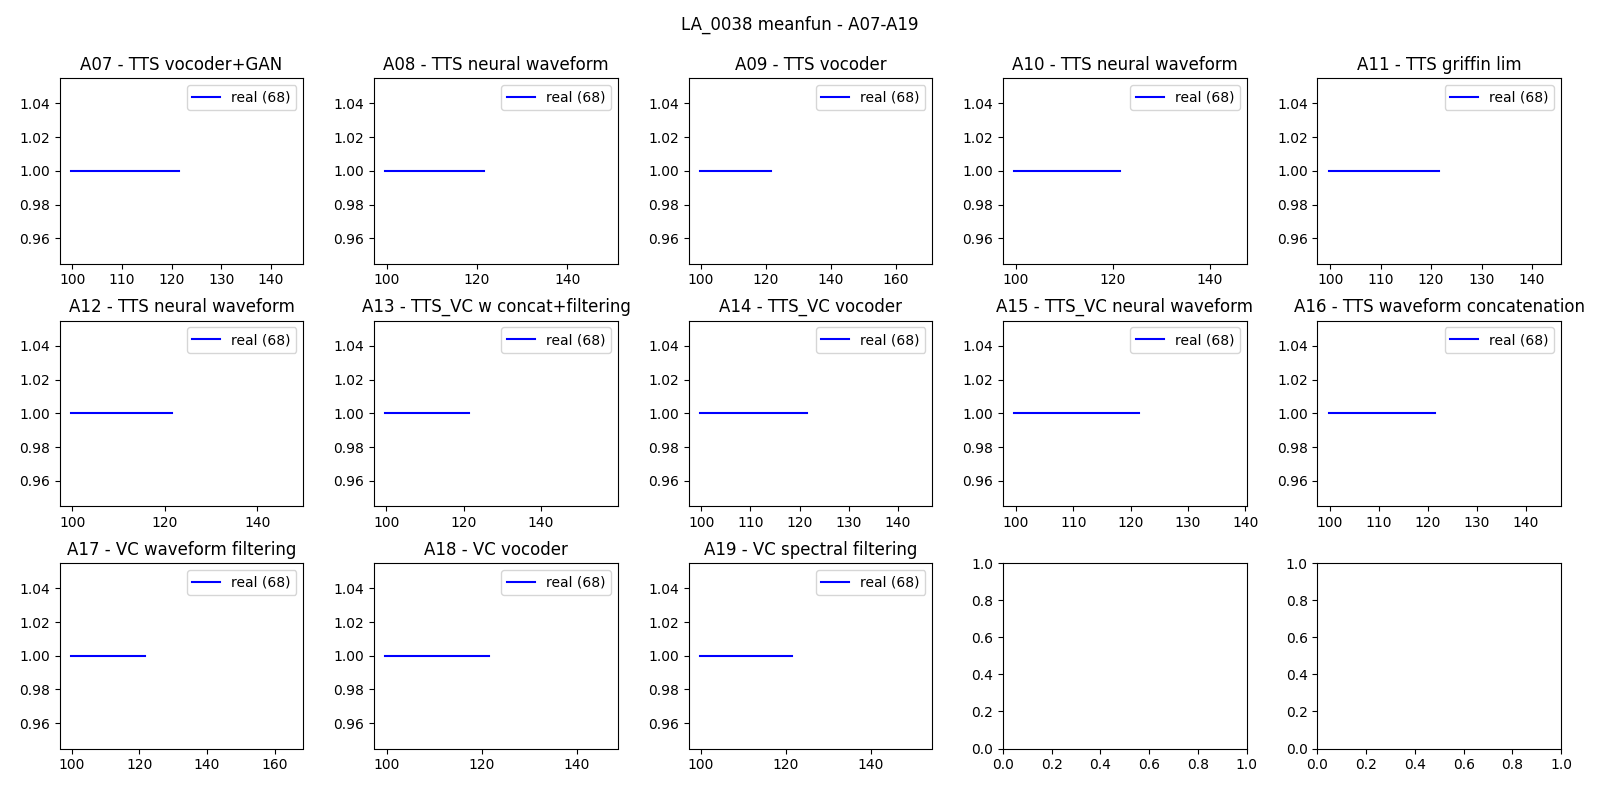 LA_0038 meanfun - A07-A19
A07 - TTS vocoder+GAN
A08 - TTS neural waveform
A09 - TTS vocoder
A10 - TTS neural waveform
A11 - TTS griffin lim
real (68)
real (68)
real (68)
real (68)
real (68)
1.04 1.04 1.04 1.04 1.04
1.02 1.02 1.02 1.02 1.02
1.00 1.00 1.00 1.00 1.00
0.98 0.98 0.98 0.98 0.98
0.96 0.96 0.96 0.96 0.96
100 110 120 130 140
100 120 140
100 120 140 160
100 120 140
100 110 120 130 140
A12 - TTS neural waveform
A13 - TTS_VC w concat+filtering
A14 - TTS_VC vocoder
A15 - TTS_VC neural waveform
A16 - TTS waveform concatenation
real (68)
real (68)
real (68)
real (68)
real (68)
1.04 1.04 1.04 1.04 1.04
1.02 1.02 1.02 1.02 1.02
1.00 1.00 1.00 1.00 1.00
0.98 0.98 0.98 0.98 0.98
0.96 0.96 0.96 0.96 0.96
100 120 140
100 120 140
100 110 120 130 140
100 110 120 130 140
100 110 120 130 140
A17 - VC waveform filtering
A18 - VC vocoder
A19 - VC spectral filtering
real (68)
real (68)
real (68)
1.04 1.04 1.04 1.0 1.0
1.02 1.02 1.02 0.8 0.8
1.00 1.00 1.00 0.6 0.6
0.98 0.98 0.98 0.4 0.4
0.96 0.96 0.96 0.2 0.2
0.0 0.0
100 120 140 160
100 120 140
100 120 140
0.0 0.2 0.4 0.6 0.8 1.0
0.0 0.2 0.4 0.6 0.8 1.0